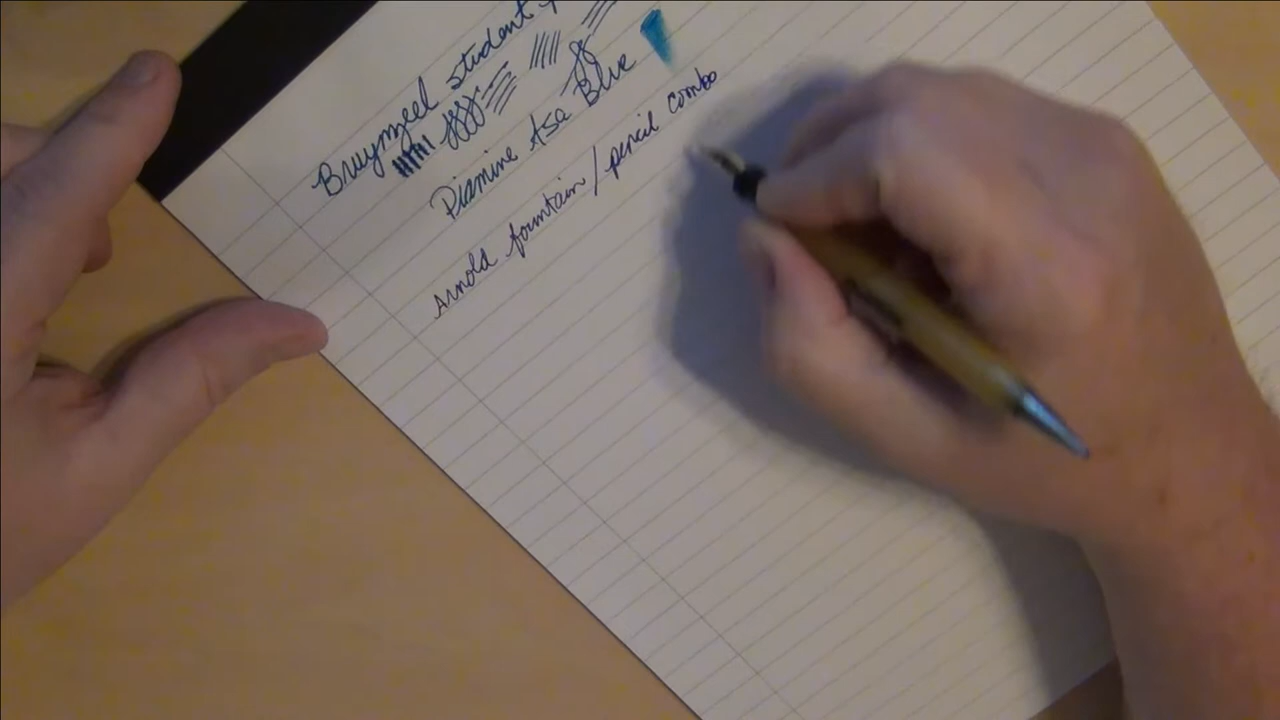 Bruynzeel student
Diamine Asa Blue
Arnold fountain/pencil combo